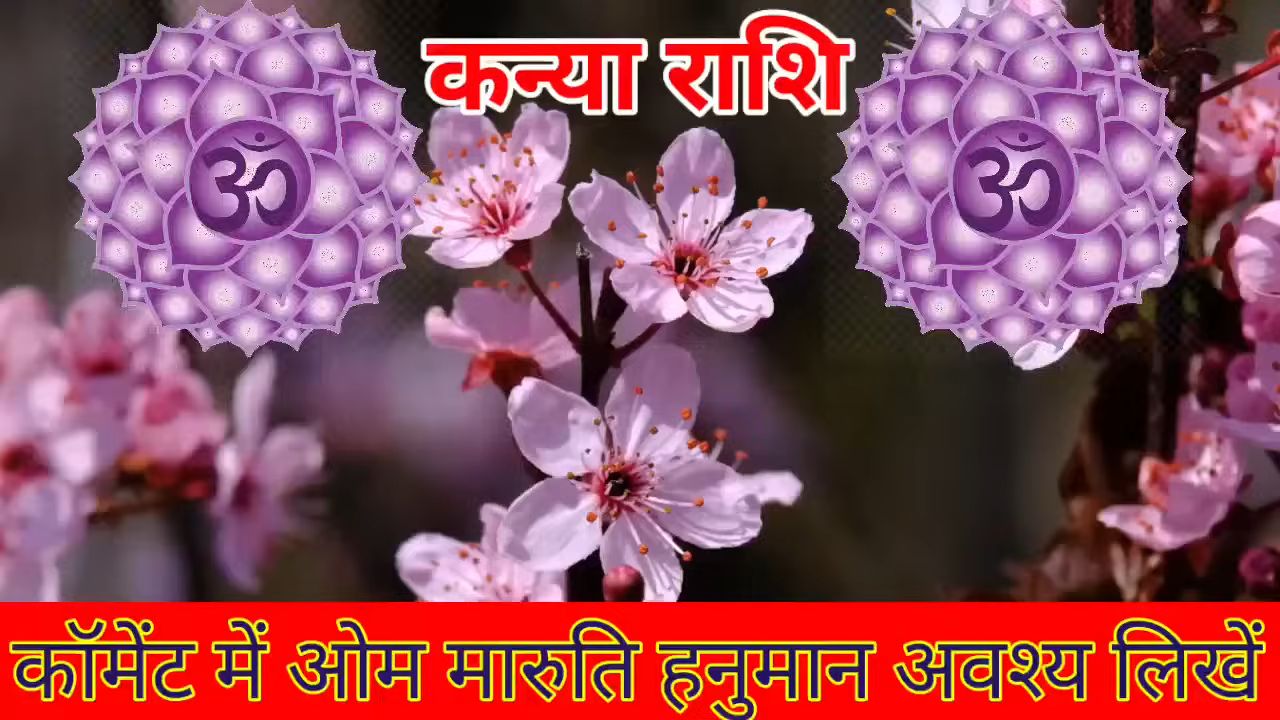 कन्या राशि
ॐ ॐ
कॉमेंट में ओम मारुति हनुमान अवश्य लिखें